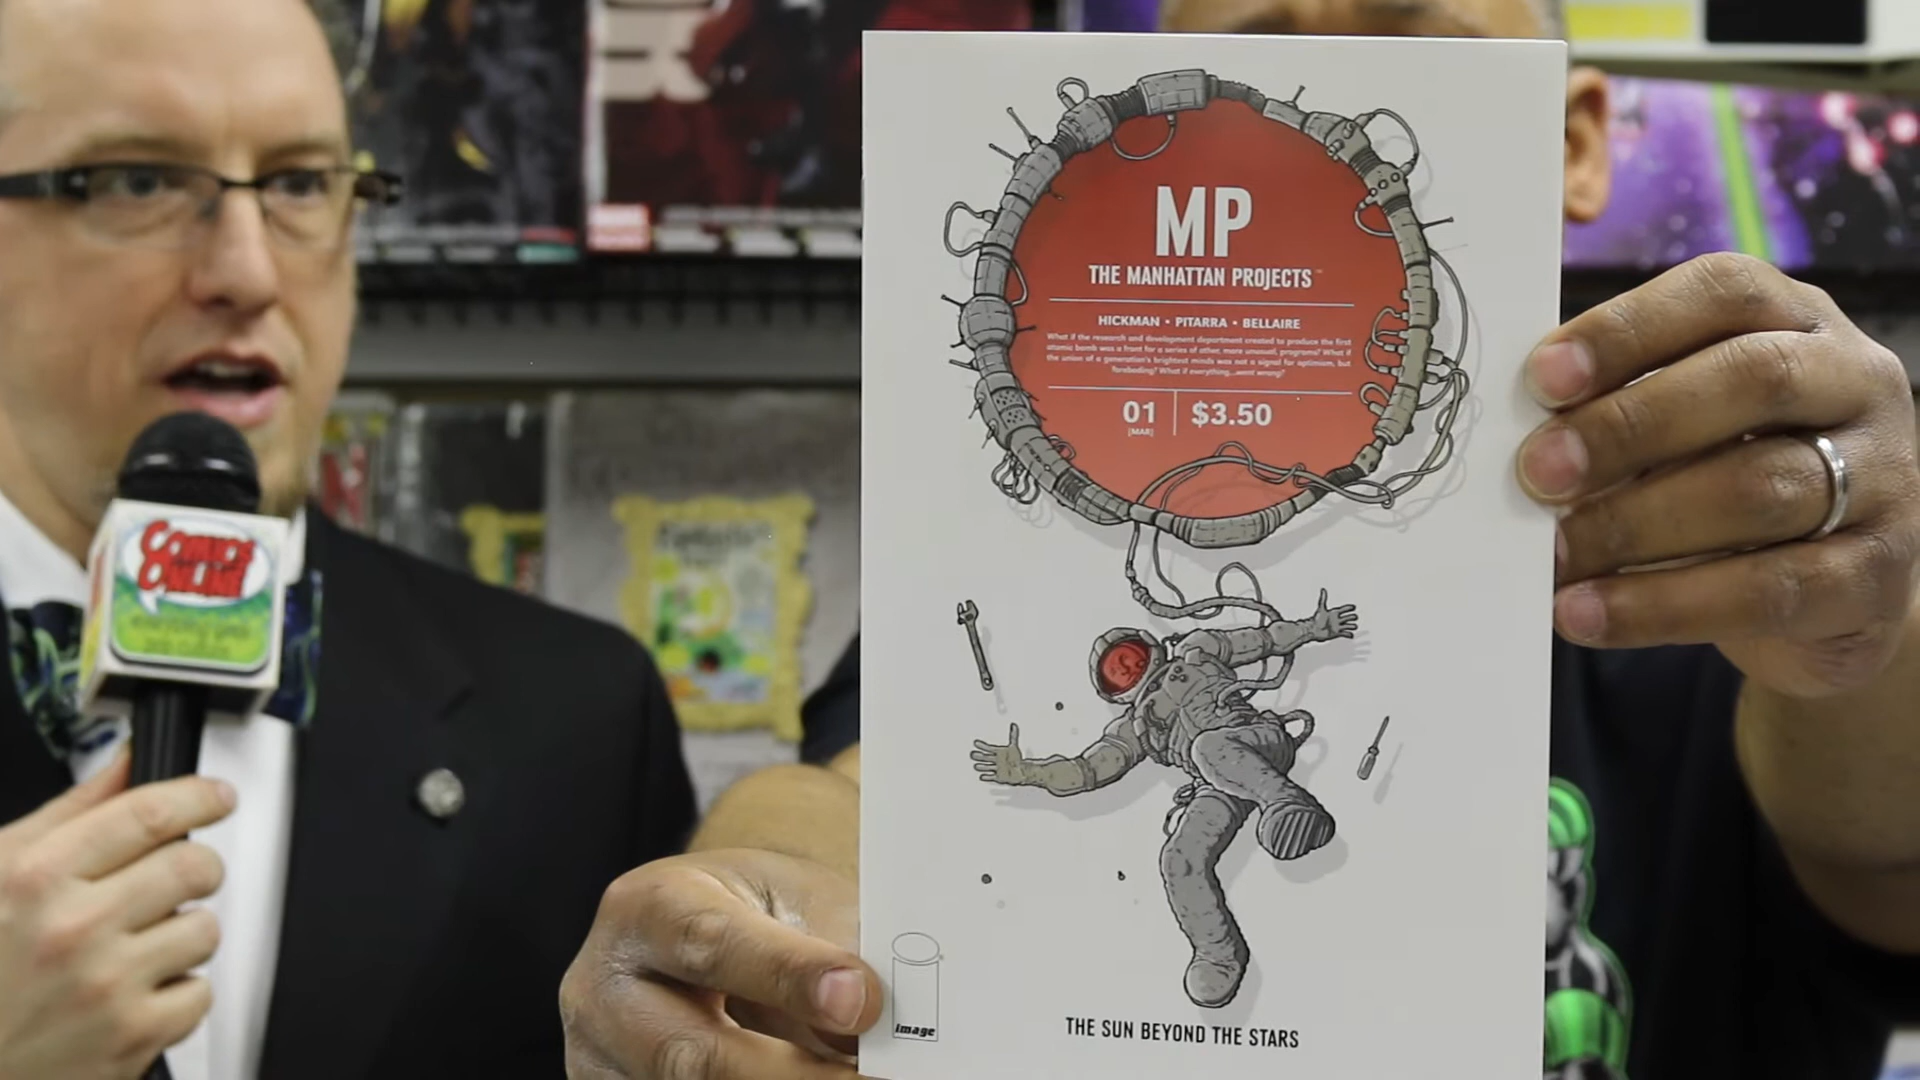 MP
THE MANHATTAN PROJECTS
HICKMAN • PITARRA • BELLAIRE
What if the research and development department created to produce the first
atomic bomb was a front for a series of other, more unusual, programs? What if
the union of a generation's brightest minds was not a signal for optimism, but
foreboding? What if everything...went wrong?
01
[MAR]
$3.50
image
THE SUN BEYOND THE STARS
COMICS
ONLINE